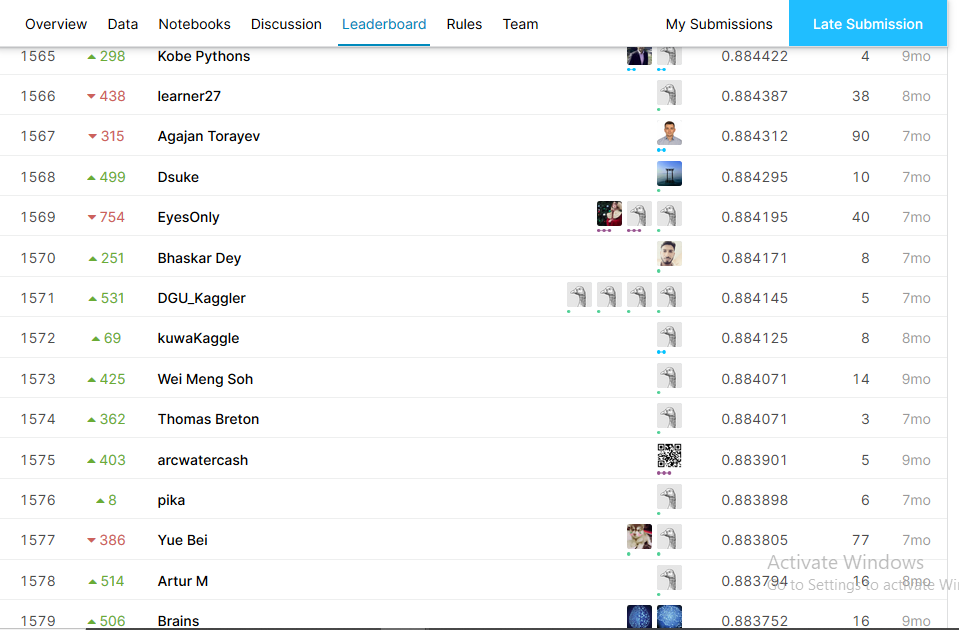 Overview Data Notebooks Discussion Leaderboard Rules Team My Submissions Late Submission
1565 298 Kobe Pythons 0.884422 4 9mo
1566 438 learner27 0.884387 38 8mo
1567 315 Agajan Torayev 0.884312 90 7mo
1568 499 Dsuke 0.884295 10 7mo
1569 754 EyesOnly 0.884195 40 7mo
1570 251 Bhaskar Dey 0.884171 8 7mo
1571 531 DGU_Kaggler 0.884145 5 7mo
1572 69 kuwaKaggle 0.884125 8 8mo
1573 425 Wei Meng Soh 0.884071 14 9mo
1574 362 Thomas Breton 0.884071 3 7mo
1575 403 arcwatercash 0.883901 5 9mo
1576 8 pika 0.883898 6 7mo
1577 386 Yue Bei 0.883805 77 7mo
Activate Windows
1578 514 Artur M 0.883794 16 8mo
Go to Settings to activate Wi
1579 506 Brains 0.883752 16 9mo